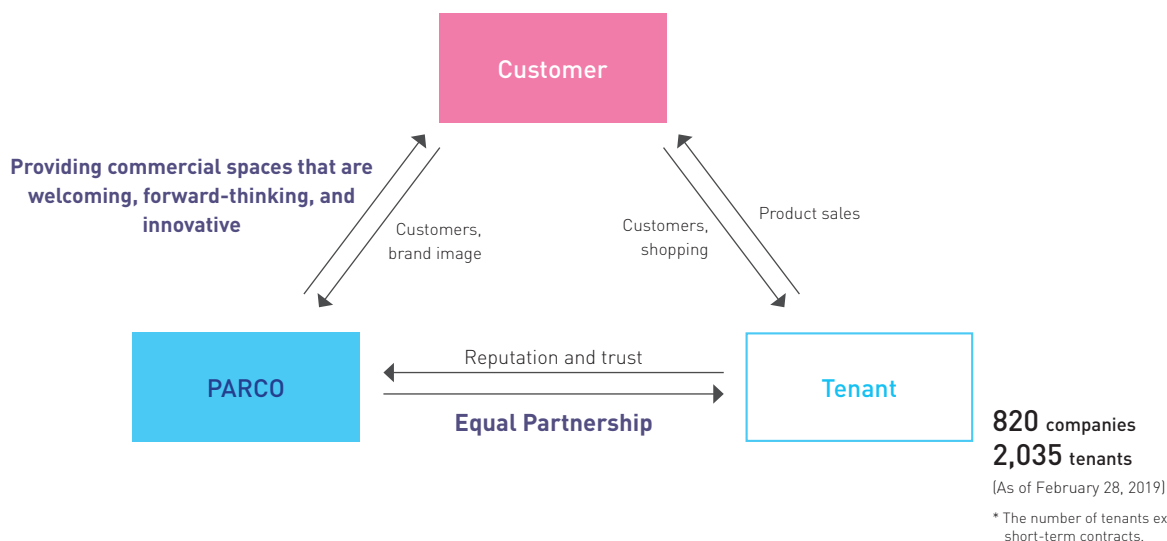 Customer
Providing commercial spaces that are
welcoming, forward-thinking, and
innovative
Customers,
brand image
Customers,
shopping
Product sales
PARCO
Reputation and trust
Equal Partnership
Tenant
820 companies
2,035 tenants
(As of February 28, 2019)
* The number of tenants
short-term contracts.